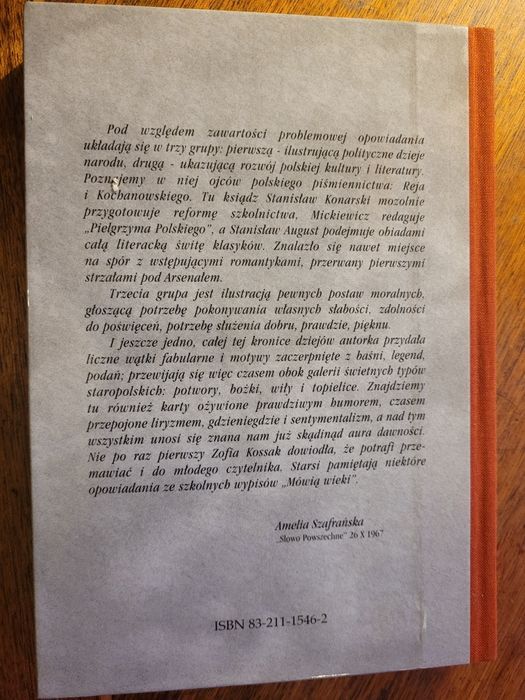 Pod względem zawartości problemowej opowiadania
układają się w trzy grupy: pierwszą - ilustrującą polityczne dzieje
narodu, drugą - ukazującą rozwój polskiej kultury i literatury.
Poznajemy w niej ojców polskiego piśmiennictwa: Reja
i Kochanowskiego. Tu ksiądz Stanisław Konarski mozolnie
przygotowuje reformę szkolnictwa, Mickiewicz redaguje
„Pielgrzyma Polskiego”, a Stanisław August podejmuje obiadami
całą literacką świtę klasyków. Znalazło się nawet miejsce
na spór z wstępującymi romantykami, przerwany pierwszymi
strzałami pod Arsenałem.
Trzecia grupa jest ilustracją pewnych postaw moralnych,
głoszącą potrzebę pokonywania własnych słabości, zdolności
do poświęceń, potrzebę służenia dobru, prawdzie, pięknu.
I jeszcze jedno, całej tej kronice dziejów autorka przydała
liczne wątki fabularne i motywy zaczerpnięte z baśni, legend,
podań; przewijają się więc czasem obok galerii świetnych typów
staropolskich: potwory, bożki, wiły i topielice. Znajdziemy
tu również karty ożywione prawdziwym humorem, czasem
przepojone liryzmem, gdzieniegdzie i sentymentalizm, a nad tym
wszystkim unosi się znana nam już skądinąd aura dawności.
Nie po raz pierwszy Zofia Kossak dowiodła, że potrafi prze-
mawiać i do młodego czytelnika. Starsi pamiętają niektóre
opowiadania ze szkolnych wypisów „Mówią wieki”.
Amelia Szafrańska
„Słowo Powszechne” 26 X 1967
ISBN 83-211-1546-2